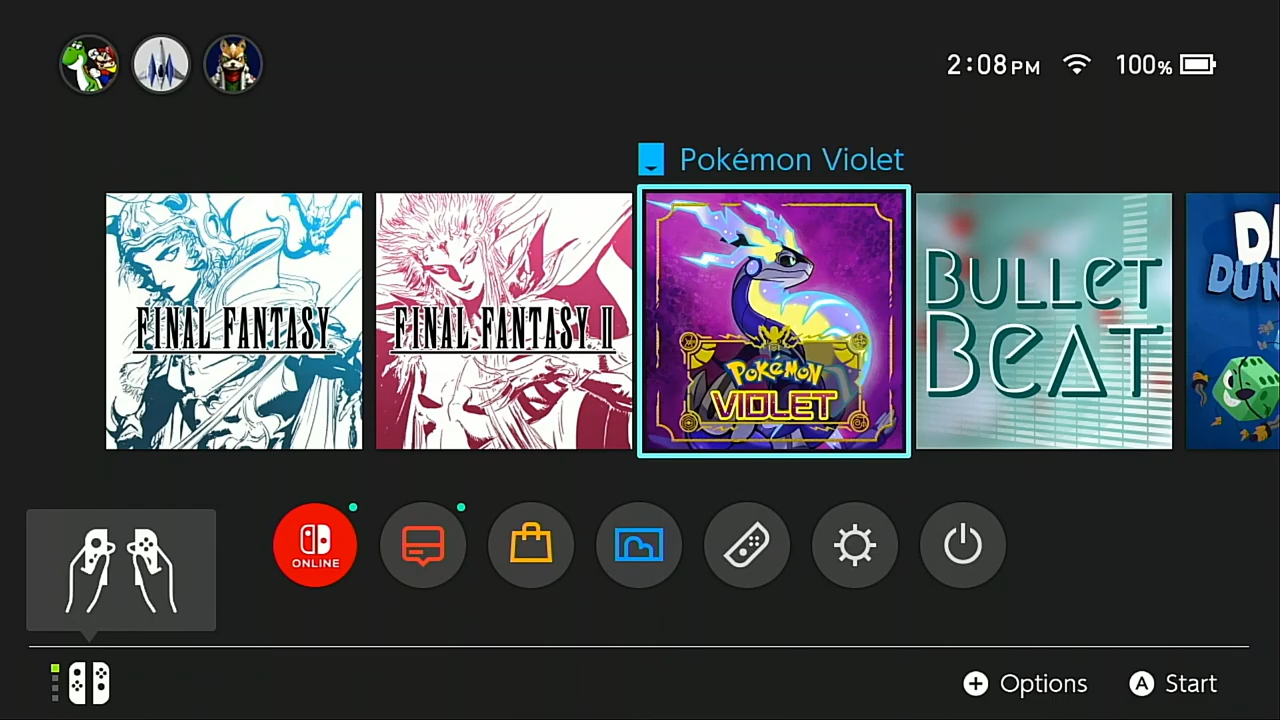 2:08PM
100%
Pokémon Violet
FINAL FANTASY
FINAL FANTASY II
POKÉMON
VIOLET
BULLET
BEAT
ONLINE
Options
Start